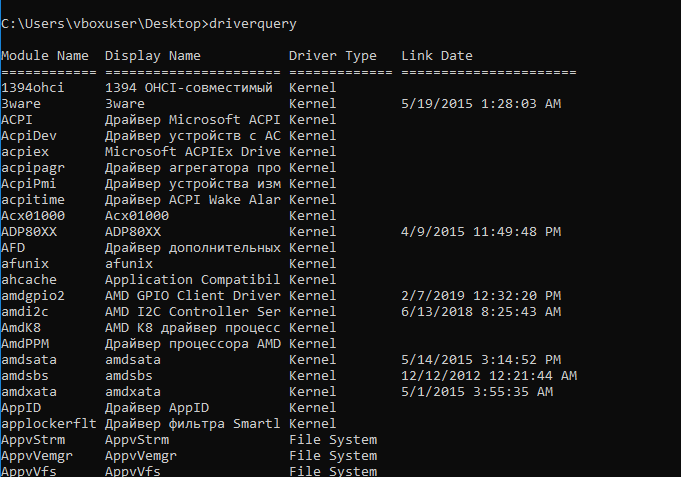 C:\Users\vboxuser\Desktop>driverquery
Module Name  Display Name           Driver Type   Link Date
============ ====================== ============= ======================
1394ohci     1394 OHCI-совместимый  Kernel
3ware        3ware                  Kernel        5/19/2015 1:28:03 AM
ACPI         Драйвер Microsoft ACPI Kernel
AcpiDev      Драйвер устройств с AC Kernel
acpiex       Microsoft ACPIEx Drive Kernel
acpipagr     Драйвер агрегатора про Kernel
AcpiPmi      Драйвер устройства изм Kernel
acpitime     Драйвер ACPI Wake Alar Kernel
Acx01000     Acx01000               Kernel
ADP80XX      ADP80XX                Kernel        4/9/2015 11:49:48 PM
AFD          Драйвер дополнительных Kernel
afunix       afunix                 Kernel
ahcache      Application Compatibil Kernel
amdgpio2     AMD GPIO Client Driver Kernel        2/7/2019 12:32:20 PM
amdi2c       AMD I2C Controller Ser Kernel        6/13/2018 8:25:43 AM
AmdK8        AMD K8 драйвер процесс Kernel
AmdPPM       Драйвер процессора AMD Kernel
amdsata      amdsata                Kernel        5/14/2015 3:14:52 PM
amdsbs       amdsbs                 Kernel        12/12/2012 12:21:44 AM
amdxata      amdxata                Kernel        5/1/2015 3:55:35 AM
AppID        Драйвер AppID          Kernel
applockerflt Драйвер фильтра Smartl Kernel
AppvStrm     AppvStrm               File System
AppvVemgr    AppvVemgr              File System
AppvVfs      AppvVfs                File System